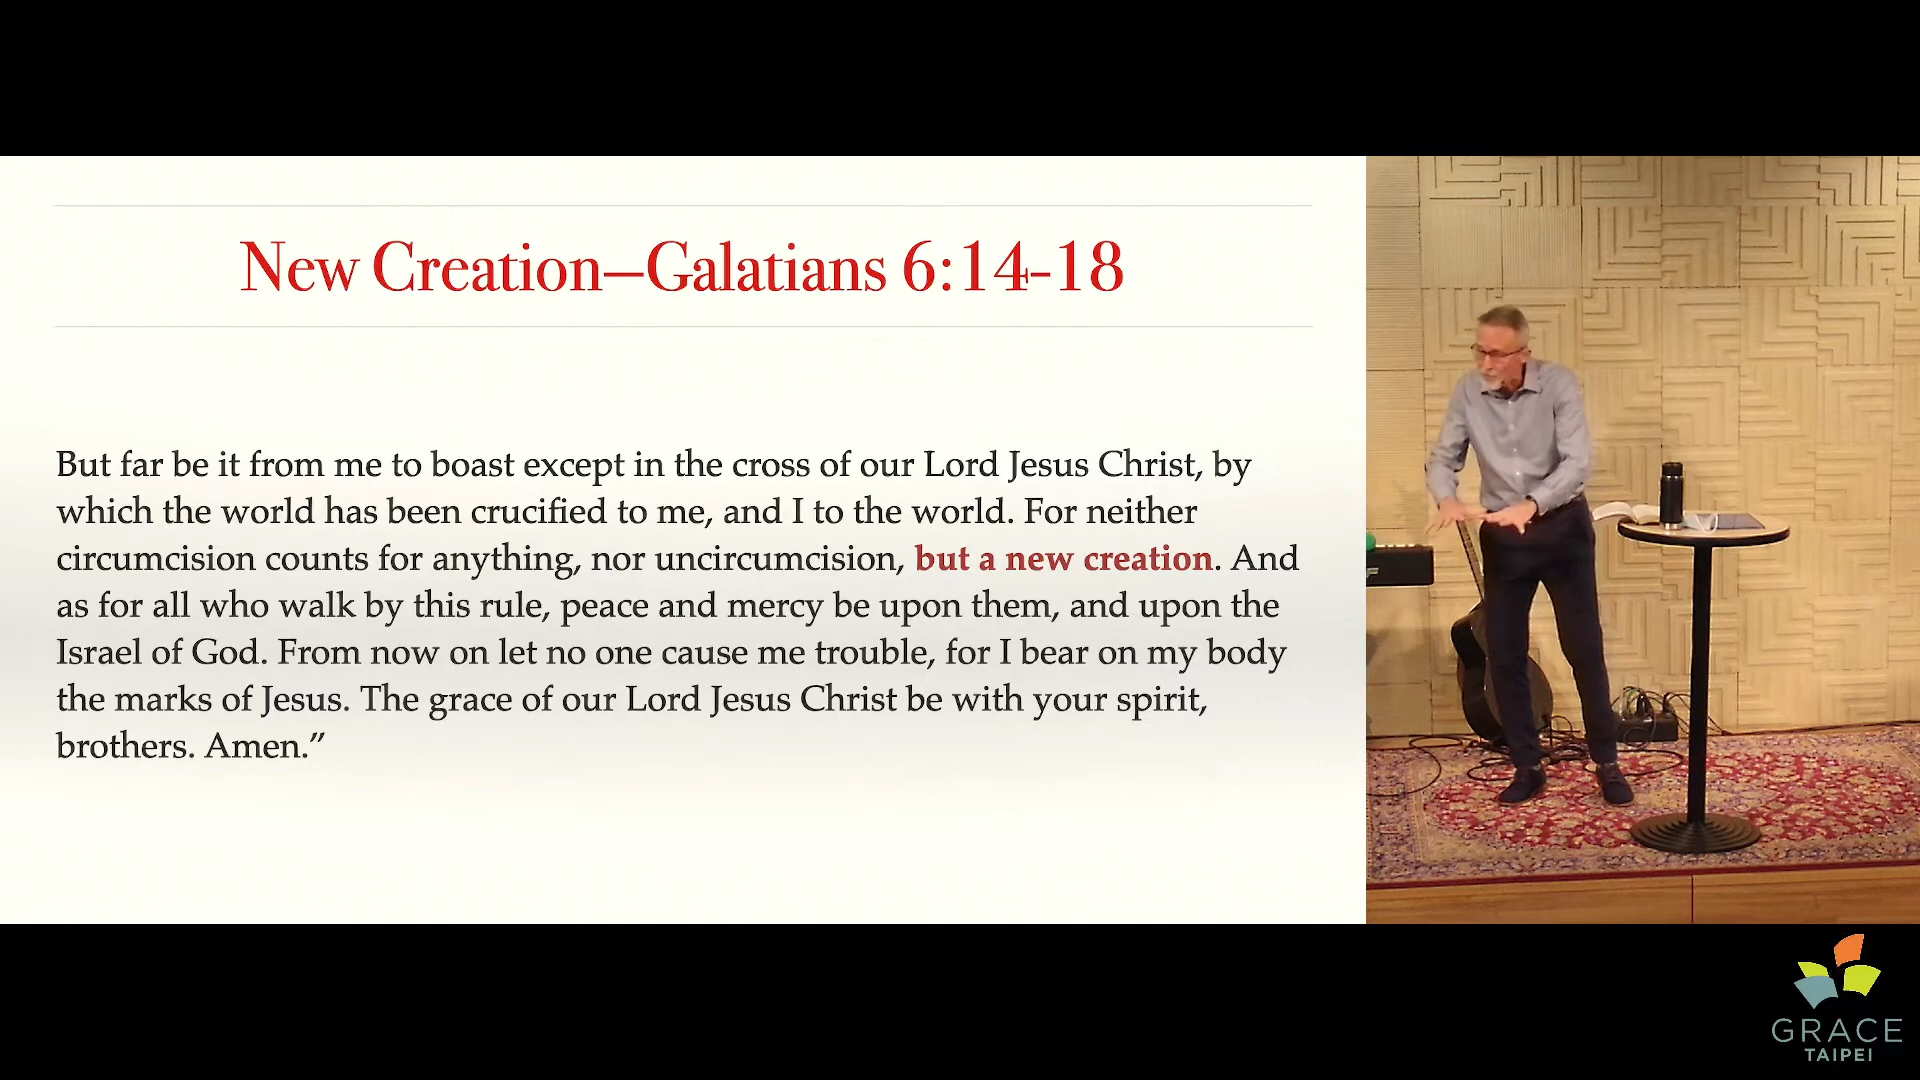 New Creation—Galatians 6:14-18
But far be it from me to boast except in the cross of our Lord Jesus Christ, by
which the world has been crucified to me, and I to the world. For neither
circumcision counts for anything, nor uncircumcision, but a new creation. And
as for all who walk by this rule, peace and mercy be upon them, and upon the
Israel of God. From now on let no one cause me trouble, for I bear on my body
the marks of Jesus. The grace of our Lord Jesus Christ be with your spirit,
brothers. Amen.”
GRACE
TAIPEI